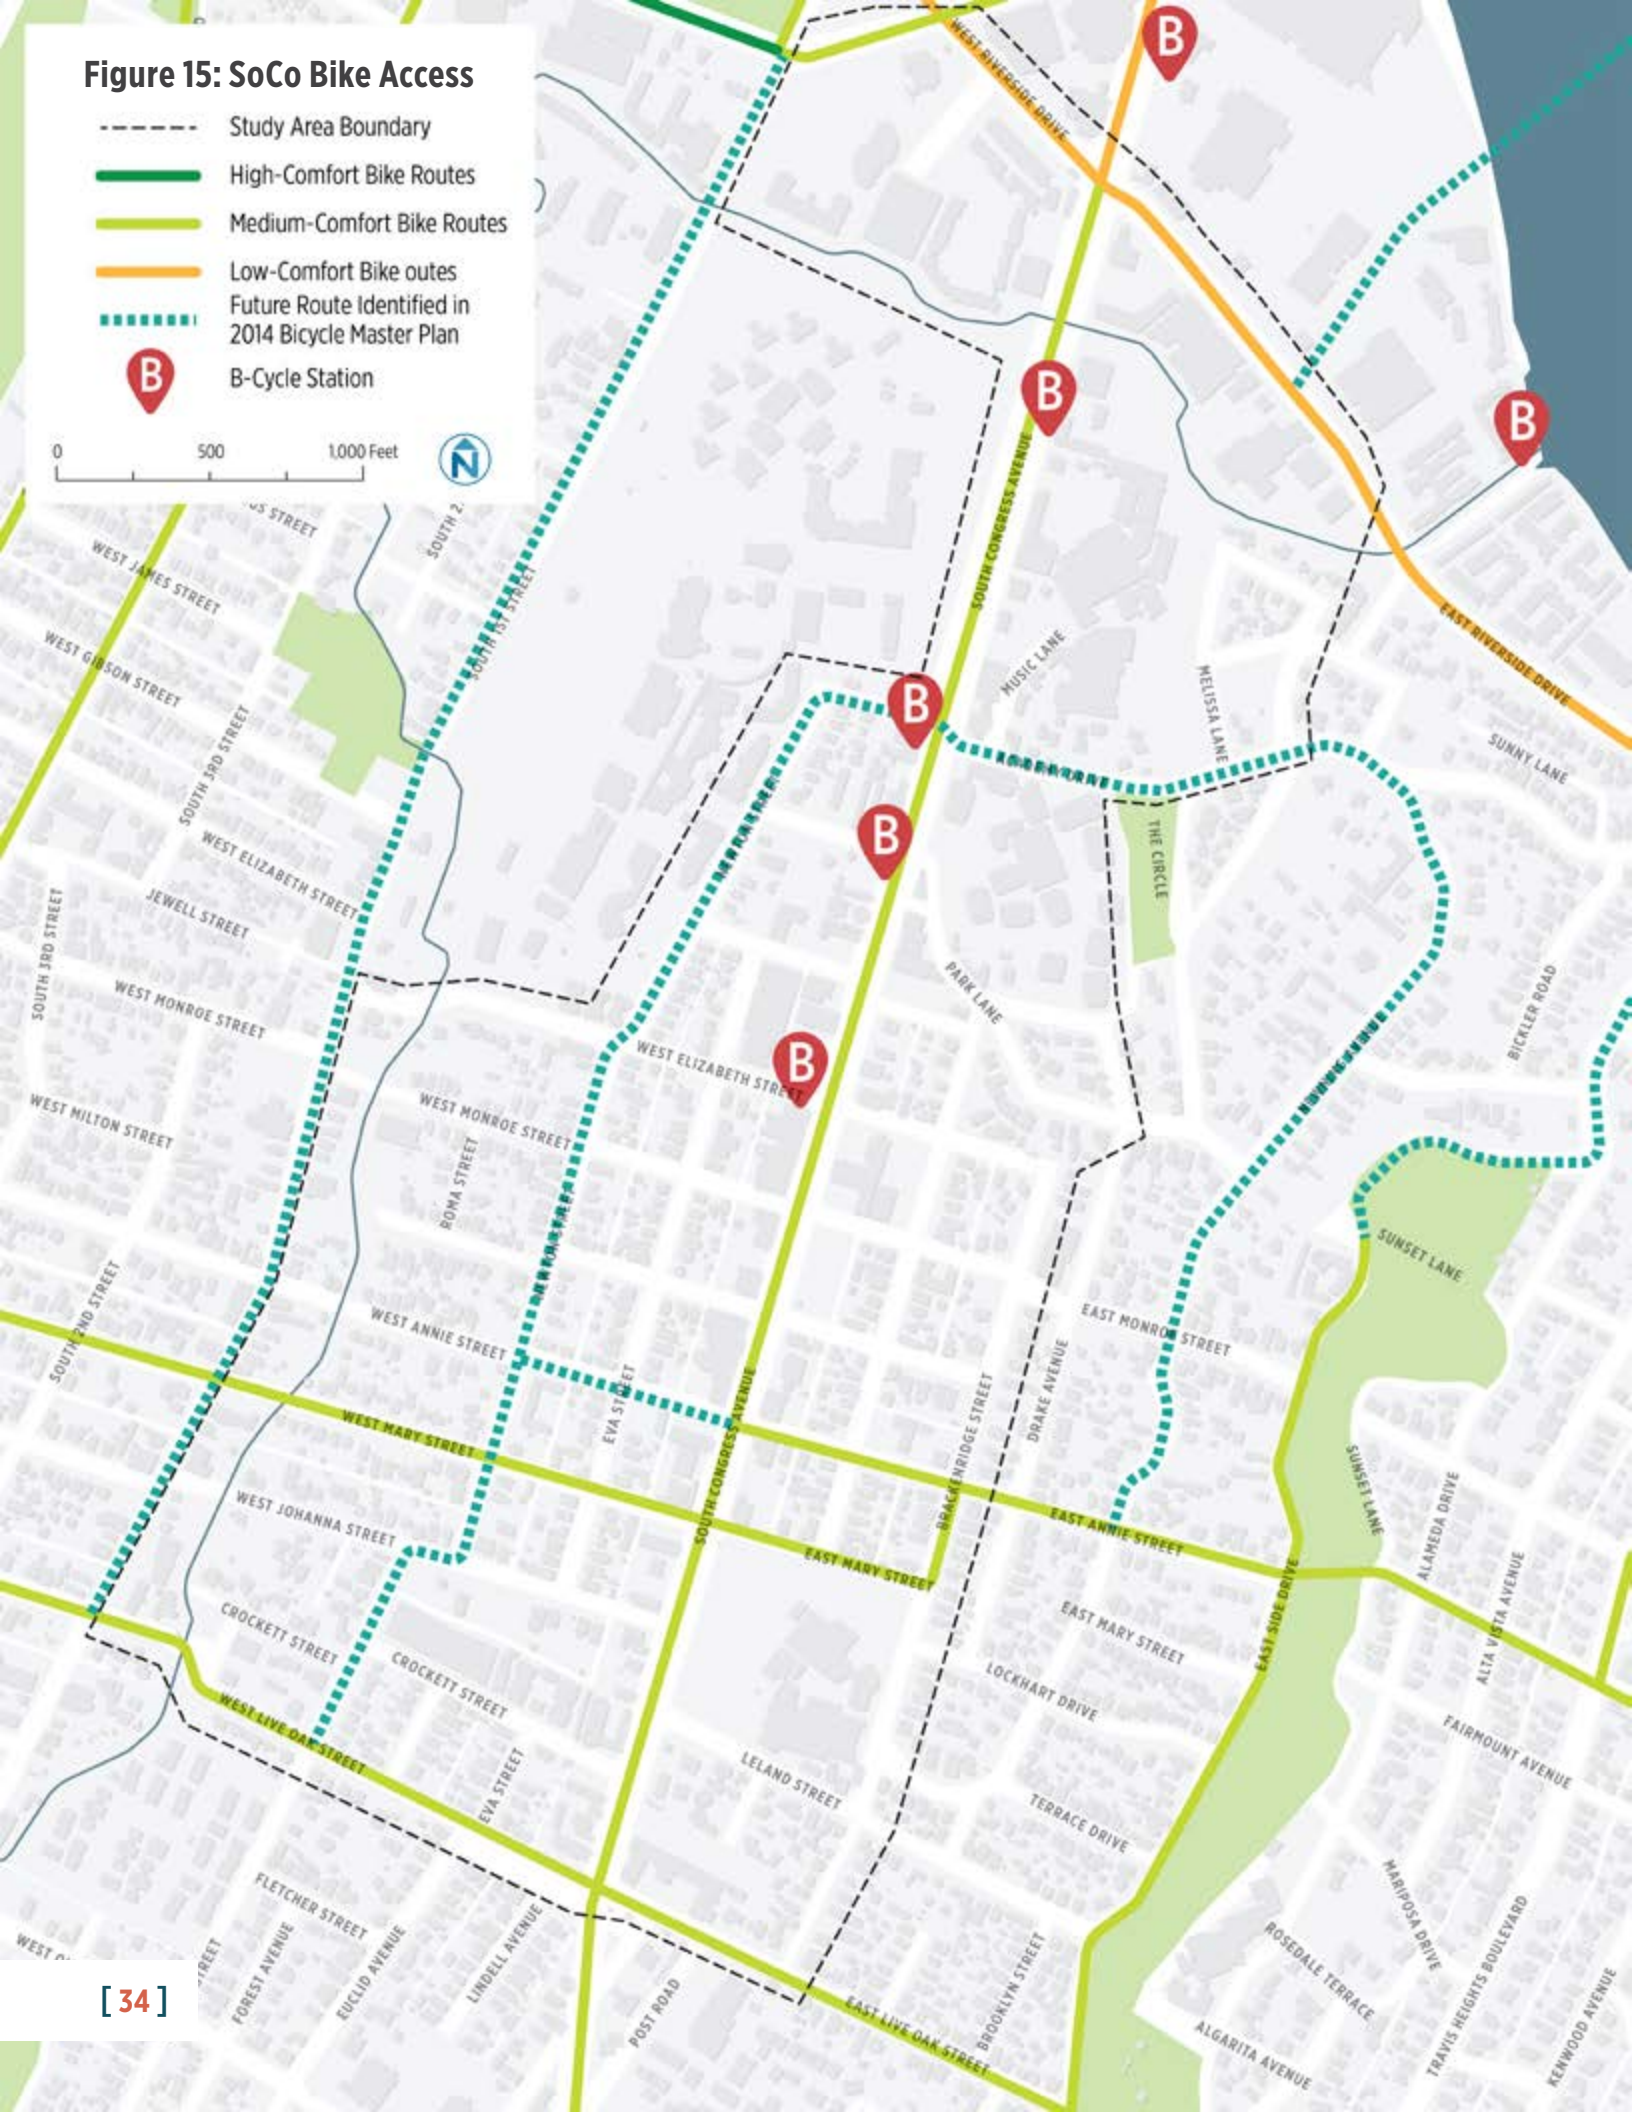 Figure 15: SoCo Bike Access
Study Area Boundary
High-Comfort Bike Routes
Medium-Comfort Bike Routes
Low-Comfort Bike outes
Future Route Identified in
2014 Bicycle Master Plan
B
B-Cycle Station
0 500 1,000 Feet
N
WEST RIVERSIDE DRIVE
B
B
B
SOUTH CONGRESS AVENUE
SOUTH 1ST STREET
WEST JAMES STREET
WEST GIBSON STREET
SOUTH 3RD STREET
EAST RIVERSIDE DRIVE
MUSIC LANE
MELISSA LANE
SUNNY LANE
B
ACADEMY DRIVE
B
THE CIRCLE
WEST ELIZABETH STREET
JEWELL STREET
SOUTH 3RD STREET
WEST MONROE STREET
PARK LANE
BICKLER ROAD
WEST ELIZABETH STREET
B
WEST MONROE STREET
WEST MILTON STREET
ROMA STREET
NEWTON STREET
SUNSET LANE
SOUTH 2ND STREET
WEST ANNIE STREET
EAST MONROE STREET
EVA STREET
DRAKE AVENUE
BRACKENRIDGE STREET
WEST MARY STREET
SOUTH CONGRESS AVENUE
SUNSET LANE
ALAMEDA DRIVE
WEST JOHANNA STREET
EAST ANNIE STREET
EAST MARY STREET
ALTA VISTA AVENUE
EAST SIDE DRIVE
CROCKETT STREET
EAST MARY STREET
CROCKETT STREET
LOCKHART DRIVE
WEST LIVE OAK STREET
FAIRMOUNT AVENUE
EVA STREET
LELAND STREET
TERRACE DRIVE
MARIPOSA DRIVE
FLETCHER STREET
FOREST AVENUE
EUCLID AVENUE
LINDELL AVENUE
ROSEDALE TERRACE
TRAVIS HEIGHTS BOULEVARD
POST ROAD
BROOKLYN STREET
EAST LIVE OAK STREET
ALGARITA AVENUE
KENWOOD AVENUE
[ 34 ]